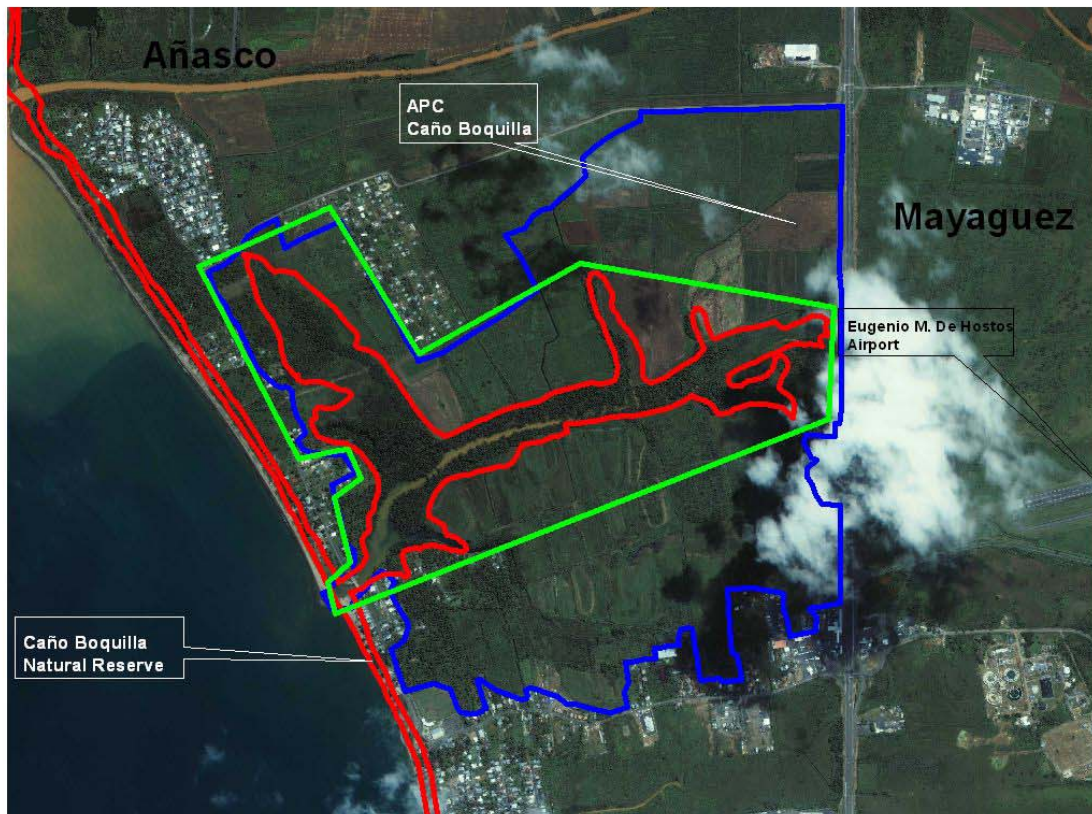 Añasco
APC
Caño Boquilla
Mayaguez
Eugenio M. De Hostos
Airport
Caño Boquilla
Natural Reserve